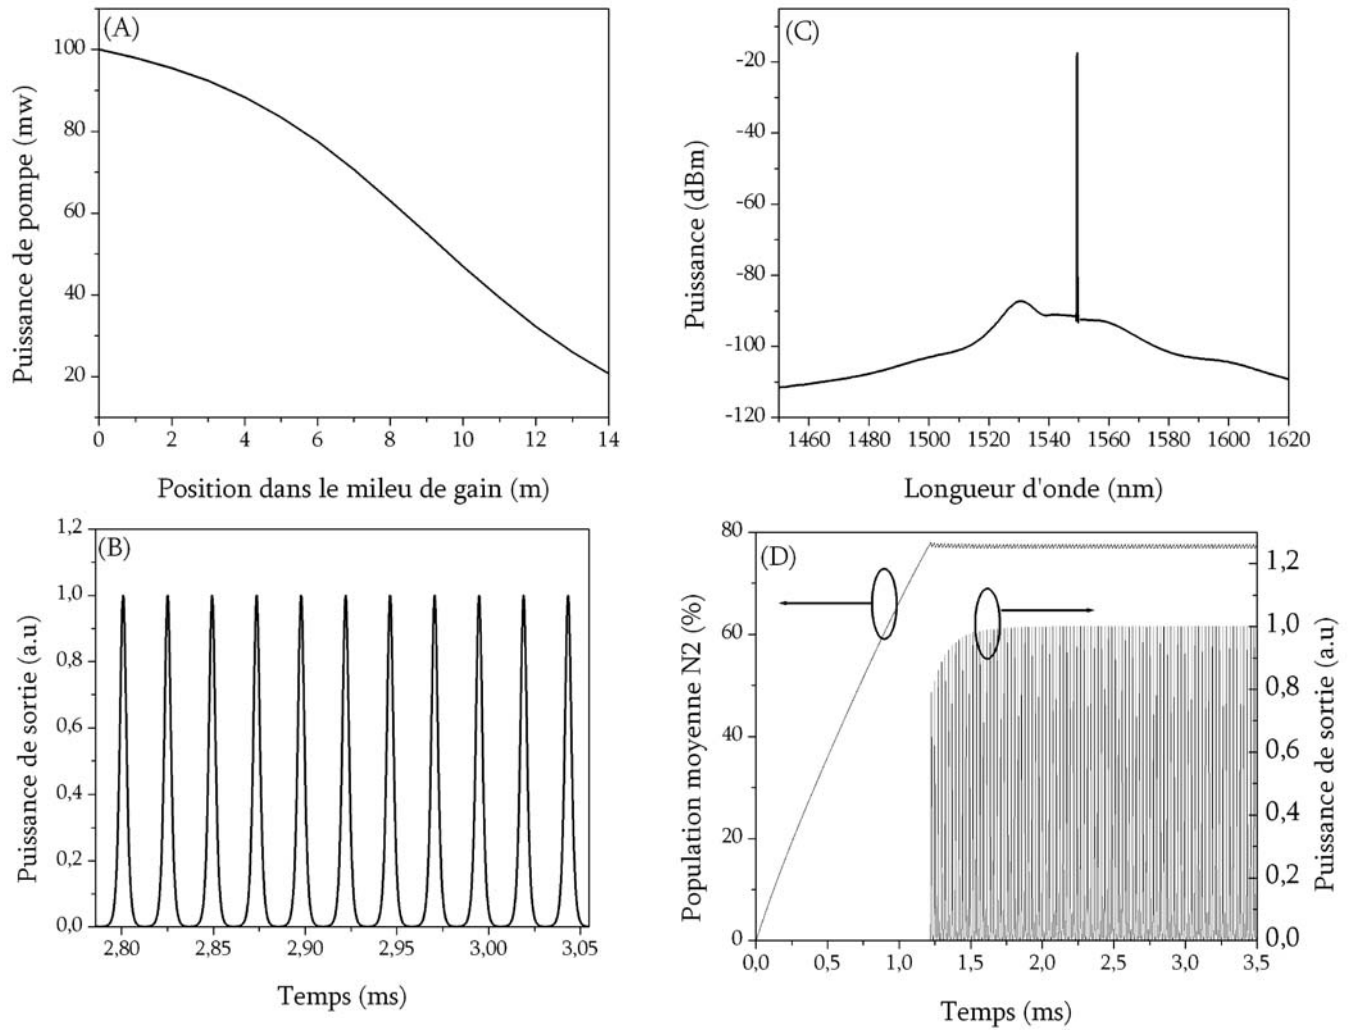 (A)
100
80
60
40
20
0 2 4 6 8 10 12 14
Puissance de pompe (mw)
Position dans le mileu de gain (m)
(C)
-20
-40
-60
-80
-100
-120
1460 1480 1500 1520 1540 1560 1580 1600 1620
Puissance (dBm)
Longueur d'onde (nm)
(B)
1,2
1,0
0,8
0,6
0,4
0,2
0,0
2,80 2,85 2,90 2,95 3,00 3,05
Puissance de sortie (a.u)
Temps (ms)
(D)
80
60
40
20
0
Population moyenne N2 (%)
1,2
1,0
0,8
0,6
0,4
0,2
0,0
Puissance de sortie (a.u)
0,0 0,5 1,0 1,5 2,0 2,5 3,0 3,5
Temps (ms)